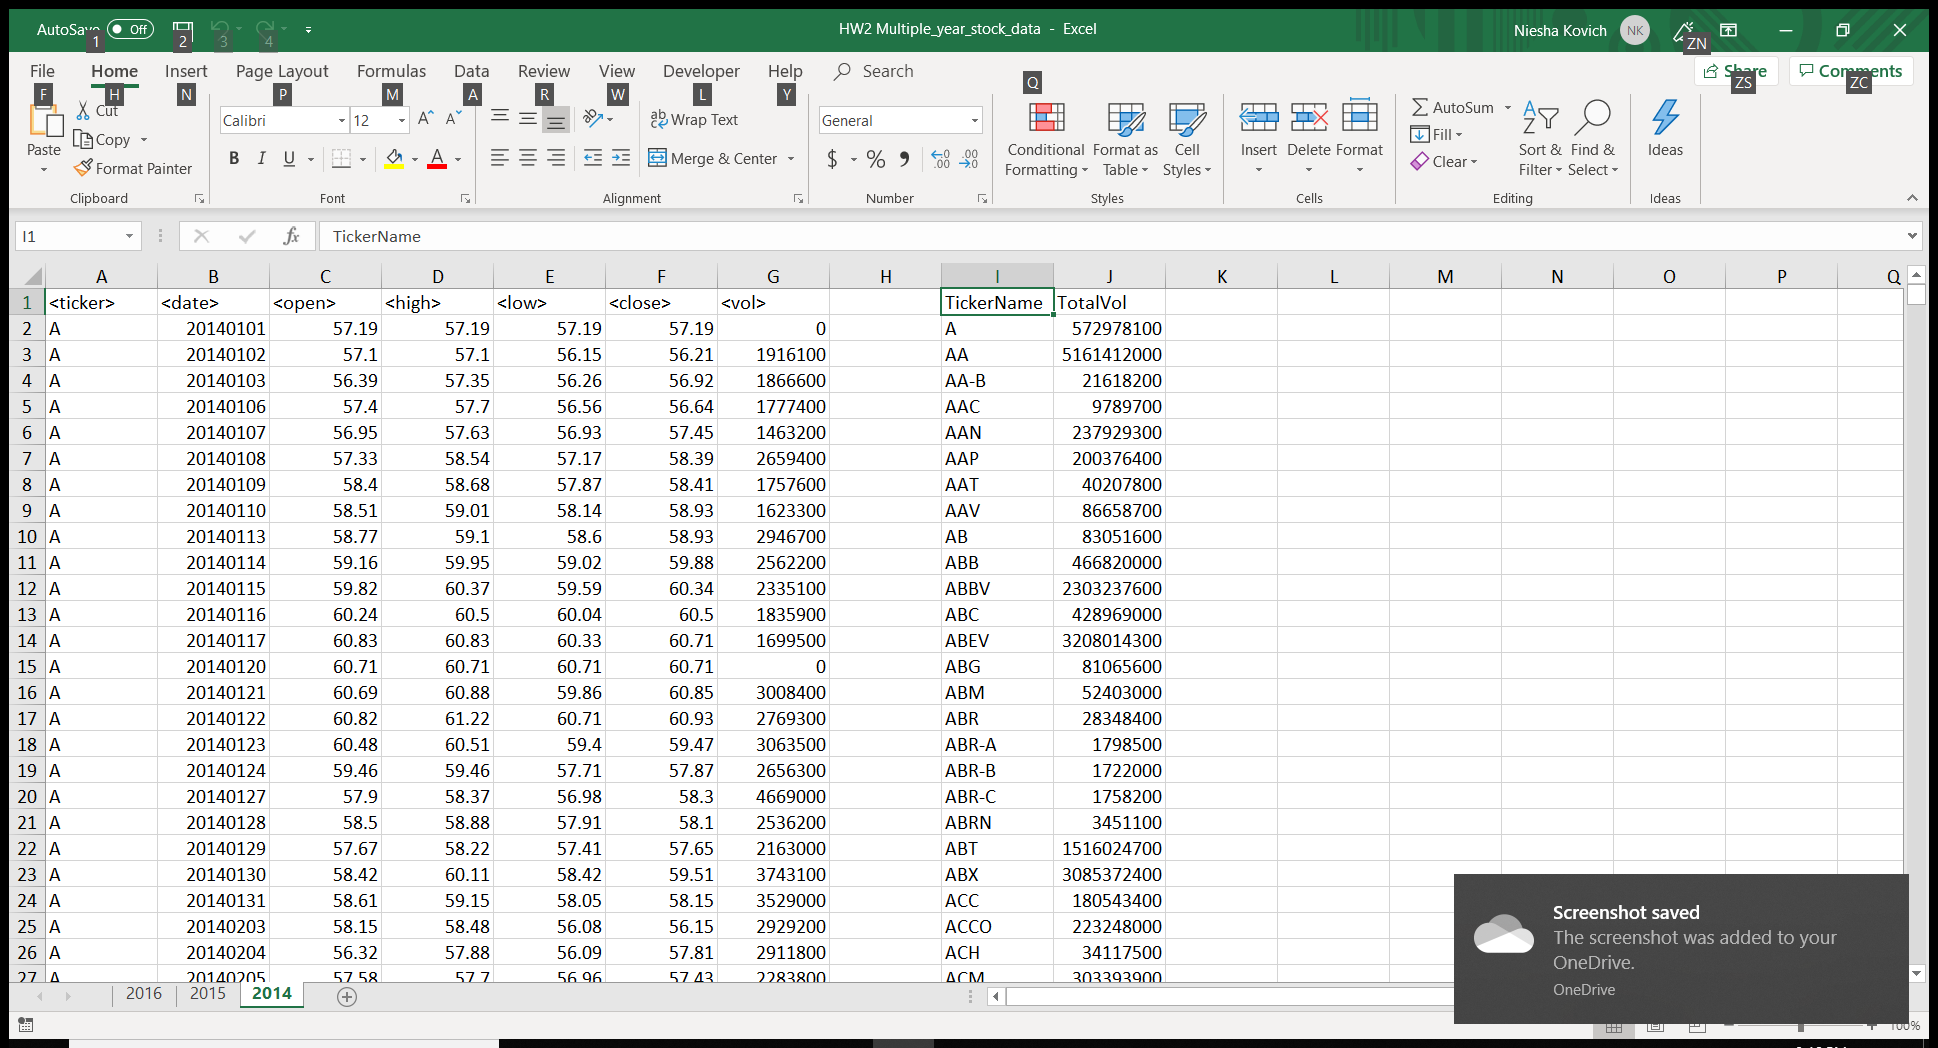 AutoSave Off HW2 Multiple_year_stock_data - Excel Niesha Kovich NK
1 2 3 4 ZN
File Home Insert Page Layout Formulas Data Review View Developer Help Search Share Comments
F H N P M A R W L Y Q ZS ZC
Paste Cut Copy Format Painter
Calibri 12 A A
B I U A
ab Wrap Text
Merge & Center
General
$ % , .00 .00
Conditional Formatting Format as Table Cell Styles
Insert Delete Format
AutoSum Fill Clear
Sort & Filter Find & Select
Ideas
Clipboard Font Alignment Number Styles Cells Editing Ideas
I1 fx TickerName
A B C D E F G H I J K L M N O P Q
1 <ticker> <date> <open> <high> <low> <close> <vol> TickerName TotalVol
2 A 20140101 57.19 57.19 57.19 57.19 0 A 572978100
3 A 20140102 57.1 57.1 56.15 56.21 1916100 AA 5161412000
4 A 20140103 56.39 57.35 56.26 56.92 1866600 AA-B 21618200
5 A 20140106 57.4 57.7 56.56 56.64 1777400 AAC 9789700
6 A 20140107 56.95 57.63 56.93 57.45 1463200 AAN 237929300
7 A 20140108 57.33 58.54 57.17 58.39 2659400 AAP 200376400
8 A 20140109 58.4 58.68 57.87 58.41 1757600 AAT 40207800
9 A 20140110 58.51 59.01 58.14 58.93 1623300 AAV 86658700
10 A 20140113 58.77 59.1 58.6 58.93 2946700 AB 83051600
11 A 20140114 59.16 59.95 59.02 59.88 2562200 ABB 466820000
12 A 20140115 59.82 60.37 59.59 60.34 2335100 ABBV 2303237600
13 A 20140116 60.24 60.5 60.04 60.5 1835900 ABC 428969000
14 A 20140117 60.83 60.83 60.33 60.71 1699500 ABEV 3208014300
15 A 20140120 60.71 60.71 60.71 60.71 0 ABG 81065600
16 A 20140121 60.69 60.88 59.86 60.85 3008400 ABM 52403000
17 A 20140122 60.82 61.22 60.71 60.93 2769300 ABR 28348400
18 A 20140123 60.48 60.51 59.4 59.47 3063500 ABR-A 1798500
19 A 20140124 59.46 59.46 57.71 57.87 2656300 ABR-B 1722000
20 A 20140127 57.9 58.37 56.98 58.3 4669000 ABR-C 1758200
21 A 20140128 58.5 58.88 57.91 58.1 2536200 ABRN 3451100
22 A 20140129 57.67 58.22 57.41 57.65 2163000 ABT 1516024700
23 A 20140130 58.42 60.11 58.42 59.51 3743100 ABX 3085372400
24 A 20140131 58.61 59.15 58.05 58.15 3529000 ACC 180543400
25 A 20140203 58.15 58.48 56.08 56.15 2929200 ACCO 223248000
26 A 20140204 56.32 57.88 56.09 57.81 2911800 ACH 34117500
27 A 20140205 57.58 57.7 56.96 57.43 2283800 ACM 303393900
Screenshot saved
The screenshot was added to your
OneDrive.
OneDrive
2016 2015 2014
100%